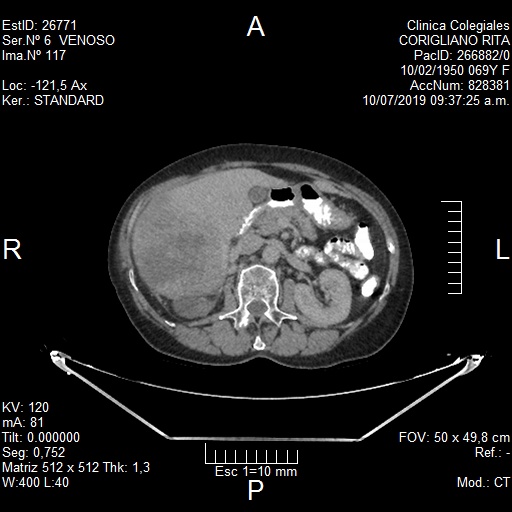 EstID: 26771
Ser.Nº 6 VENOSO
Ima.Nº 117
Loc: -121,5 Ax
Ker.: STANDARD
A
Clinica Colegiales
CORIGLIANO RITA
PacID: 266882/0
10/02/1950 069Y F
AccNum: 828381
10/07/2019 09:37:25 a.m.
R
L
KV: 120
mA: 81
Tilt: 0.000000
Seg: 0,752
Matriz 512 x 512 Thk: 1,3
W:400 L:40
Esc 1=10 mm
P
FOV: 50 x 49,8 cm
Ref.: -
Mod.: CT